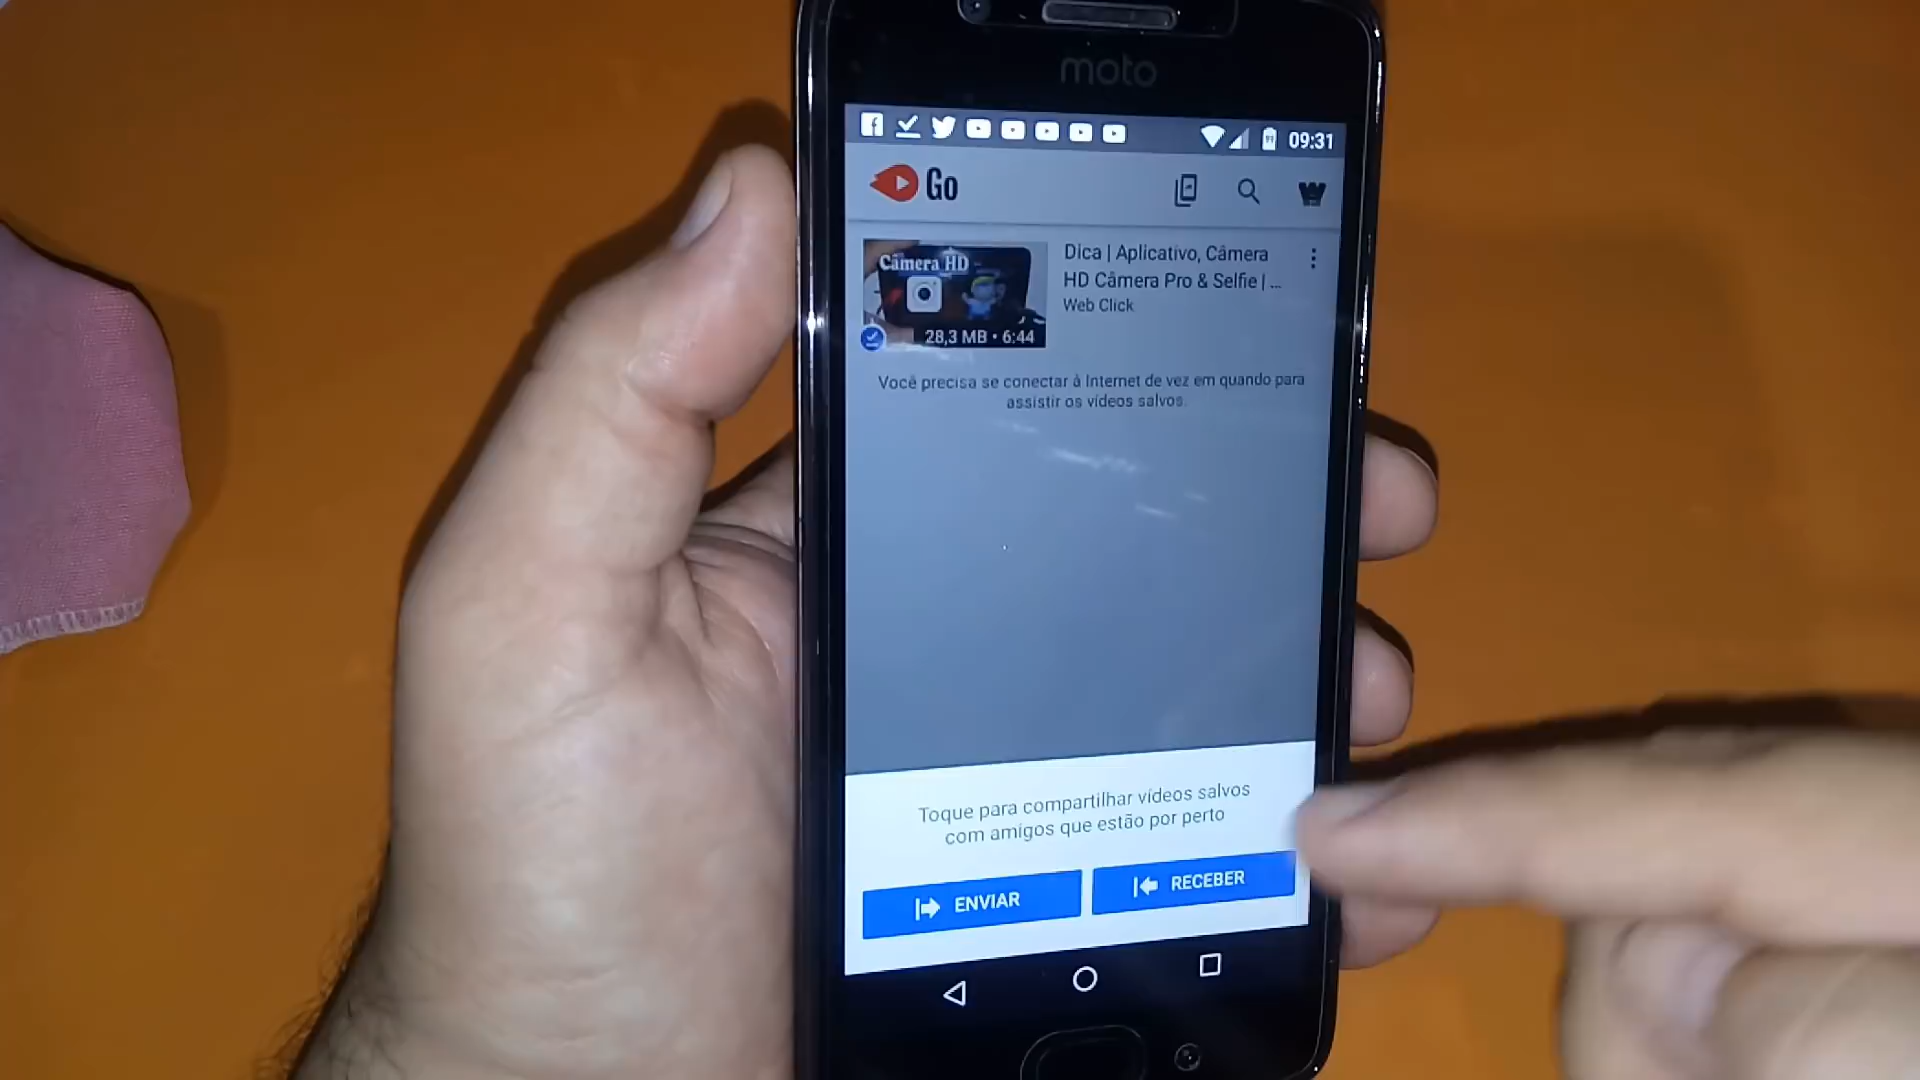 moto
09:31
Go
Câmera HD
28,3 MB • 6:44
Dica | Aplicativo, Câmera
HD Câmera Pro & Selfie | ...
Web Click
Você precisa se conectar à Internet de vez em quando para
assistir os vídeos salvos.
Toque para compartilhar vídeos salvos
com amigos que estão por perto
ENVIAR
RECEBER